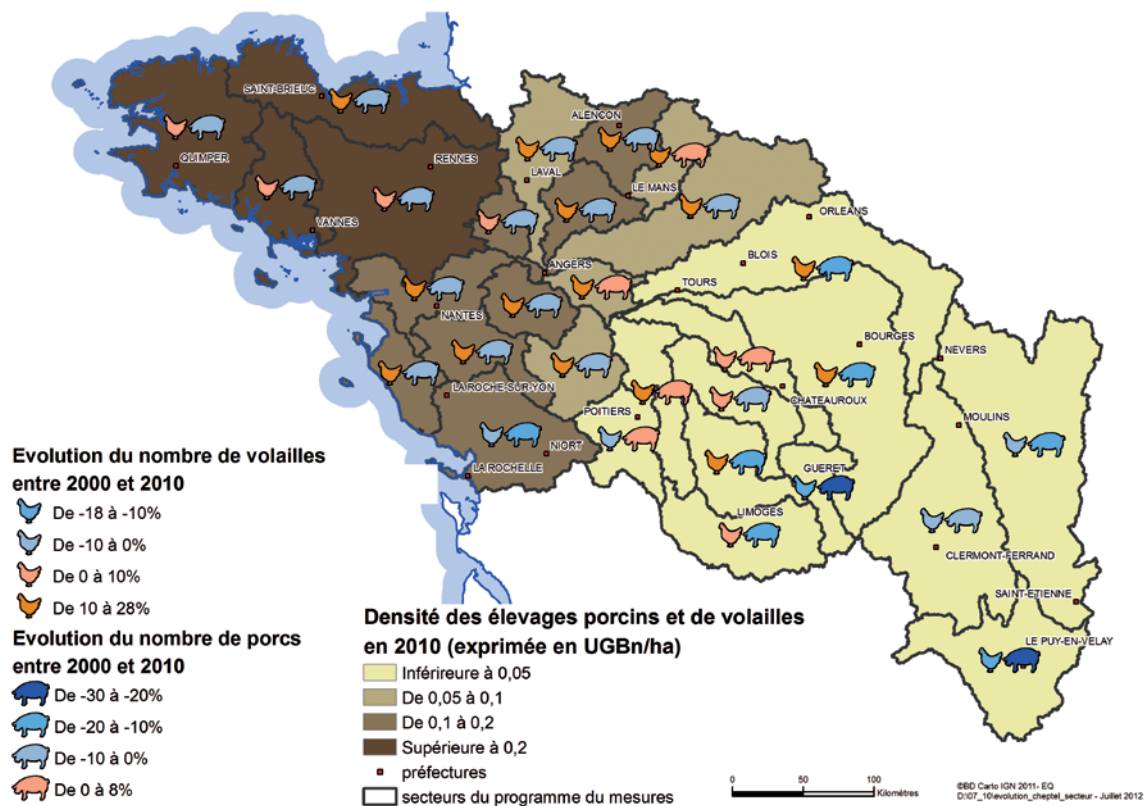 SAINT-BRIEUC
ALENÇON
QUIMPER
RENNES
LAVAL
LE MANS
VANNES
ORLEANS
ANGERS
BLOIS
TOURS
NANTES
BOURGES
NEVERS
LA ROCHE-SUR-YON
CHATEAUROUX
POITIERS
MOULINS
NIORT
LA ROCHELLE
GUERET
LIMOGES
CLERMONT-FERRAND
SAINT-ETIENNE
LE PUY-EN-VELAY
Evolution du nombre de volailles
entre 2000 et 2010
De -18 à -10%
De -10 à 0%
De 0 à 10%
De 10 à 28%
Evolution du nombre de porcs
entre 2000 et 2010
De -30 à -20%
De -20 à -10%
De -10 à 0%
De 0 à 8%
Densité des élevages porcins et de volailles
en 2010 (exprimée en UGBn/ha)
Inférireure à 0,05
De 0,05 à 0,1
De 0,1 à 0,2
Supérieure à 0,2
préfectures
secteurs du programme du mesures
0 50 100
Kilomètres
©BD Carto IGN 2011- EQ
D:\07_10\evolution_cheptel_secteur - Juillet 2012